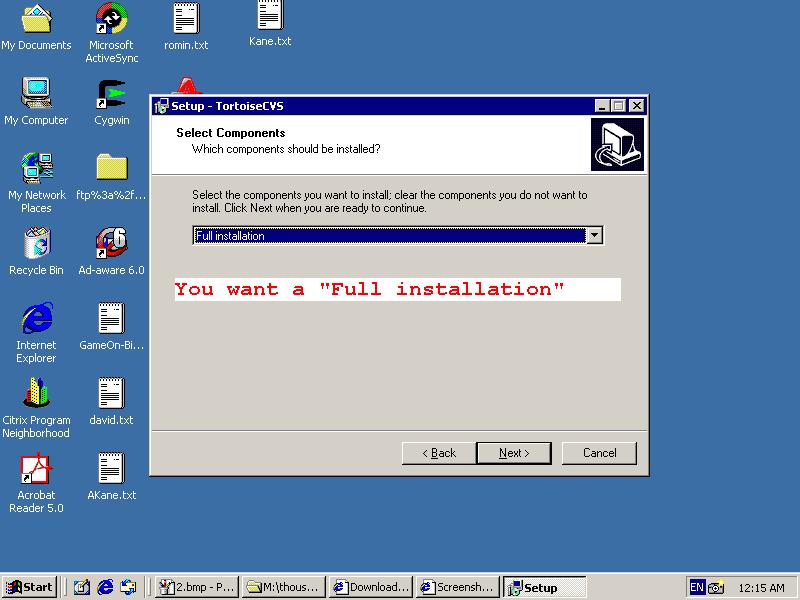 My Documents
Microsoft
ActiveSync
romin.txt
Kane.txt
My Computer
Cygwin
My Network
Places
ftp%3a%2f...
Recycle Bin
Ad-aware 6.0
Internet
Explorer
GameOn-Bi...
Citrix Program
Neighborhood
david.txt
Acrobat
Reader 5.0
AKane.txt
Setup - TortoiseCVS
Select Components
Which components should be installed?
Select the components you want to install; clear the components you do not want to
install. Click Next when you are ready to continue.
Full installation
You want a "Full installation"
< Back
Next >
Cancel
Start
2.bmp - P...
M:\thous...
Download...
Screensh...
Setup
EN
12:15 AM